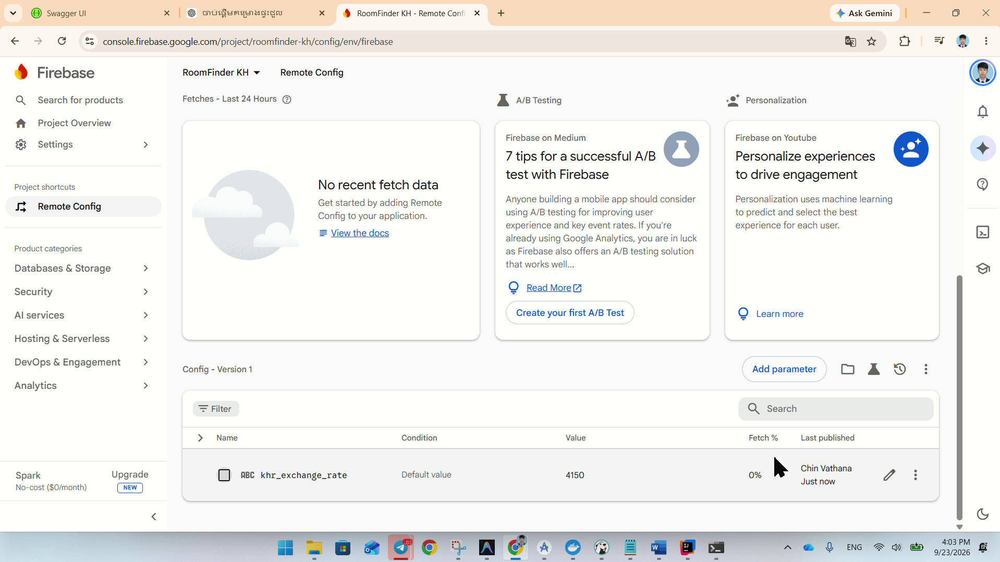 Swagger UI
ចាប់ផ្តើមគម្រោងផ្ទះជួល
RoomFinder KH - Remote Confi
Ask Gemini
console.firebase.google.com/project/roomfinder-kh/config/env/firebase
Firebase
RoomFinder KH
Remote Config
Search for products
Project Overview
Settings
Project shortcuts
Remote Config
Product categories
Databases & Storage
Security
AI services
Hosting & Serverless
DevOps & Engagement
Analytics
Spark
No-cost ($0/month)
Upgrade
NEW
Fetches - Last 24 Hours
No recent fetch data
Get started by adding Remote
Config to your application.
View the docs
A/B Testing
Firebase on Medium
7 tips for a successful A/B
test with Firebase
Anyone building a mobile app should consider
using A/B testing for improving user
experience and key event rates. If you're
already using Google Analytics, you are in luck
as Firebase also offers an A/B testing solution
that works well...
Read More
Create your first A/B Test
Personalization
Firebase on Youtube
Personalize experiences
to drive engagement
Personalization uses machine learning
to predict and select the best
experience for each user.
Learn more
Config - Version 1
Add parameter
Filter
Search
Name Condition Value Fetch % Last published
ABC khr_exchange_rate Default value 4150 0% Chin Vathana
Just now
83
ENG
4:03 PM
9/23/2026